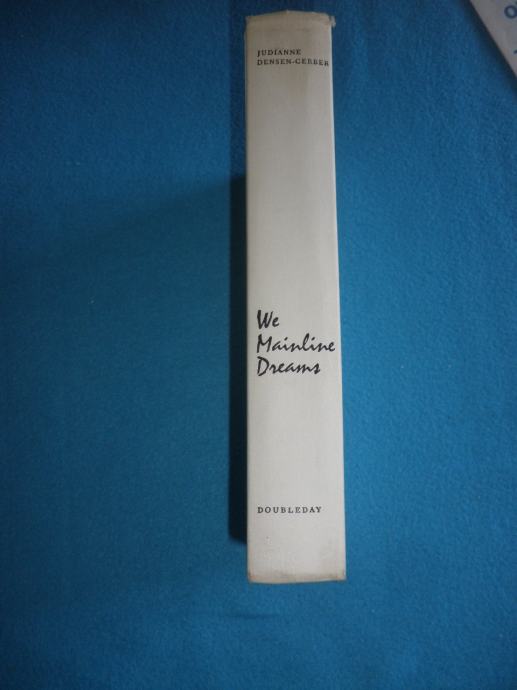 JUDIANNE
DENSEN-GERBER
We
Mainline
Dreams
DOUBLEDAY